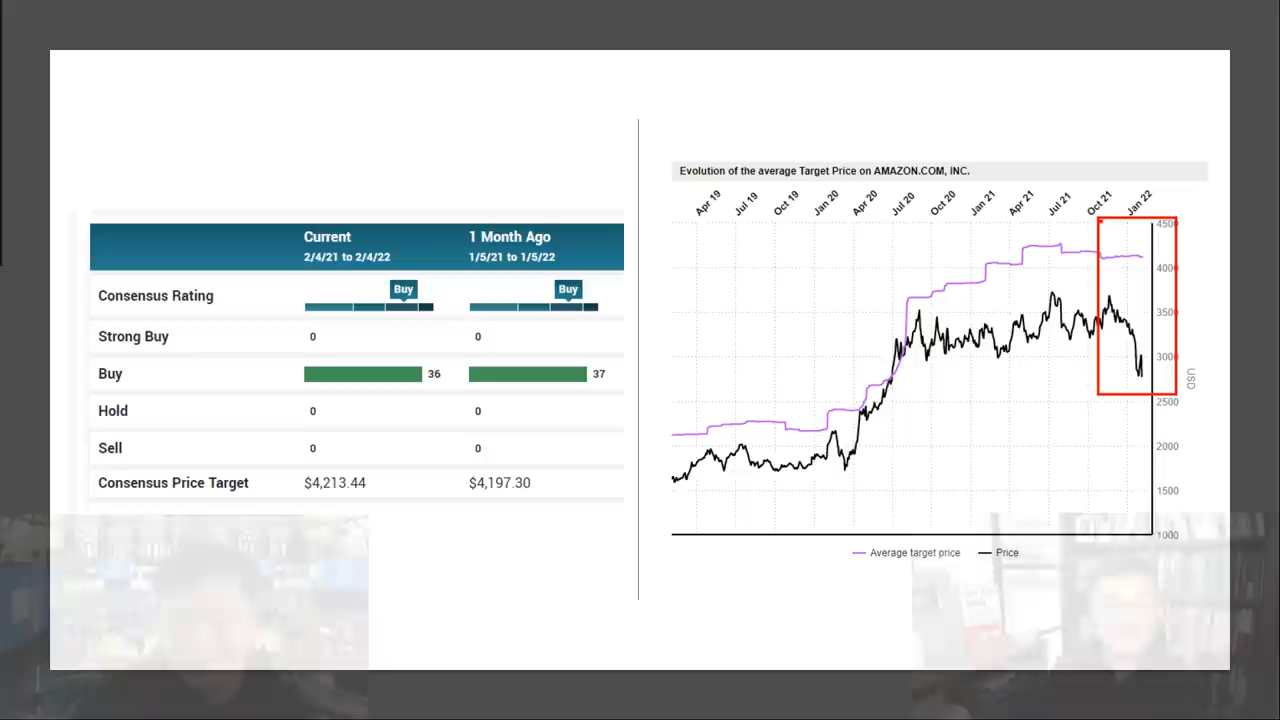 Current
1 Month Ago
2/4/21 to 2/4/22
1/5/21 to 1/5/22
Consensus Rating
Buy
Buy
Strong Buy
0
0
Buy
36
37
Hold
0
0
Sell
0
0
Consensus Price Target
$4,213.44
$4,197.30
Evolution of the average Target Price on AMAZON.COM, INC.
Apr 19
Jul 19
Oct 19
Jan 20
Apr 20
Jul 20
Oct 20
Jan 21
Apr 21
Jul 21
Oct 21
Jan 22
4500
4000
3500
3000
2500
2000
1500
1000
USD
Average target price
Price